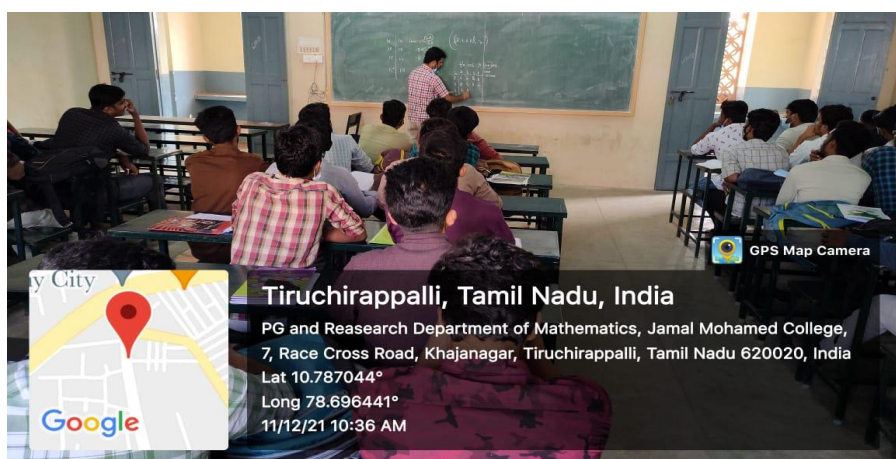 GPS Map Camera
ny City
Google
Tiruchirappalli, Tamil Nadu, India
PG and Reasearch Department of Mathematics, Jamal Mohamed College,
7, Race Cross Road, Khajanagar, Tiruchirappalli, Tamil Nadu 620020, India
Lat 10.787044°
Long 78.696441°
11/12/21 10:36 AM